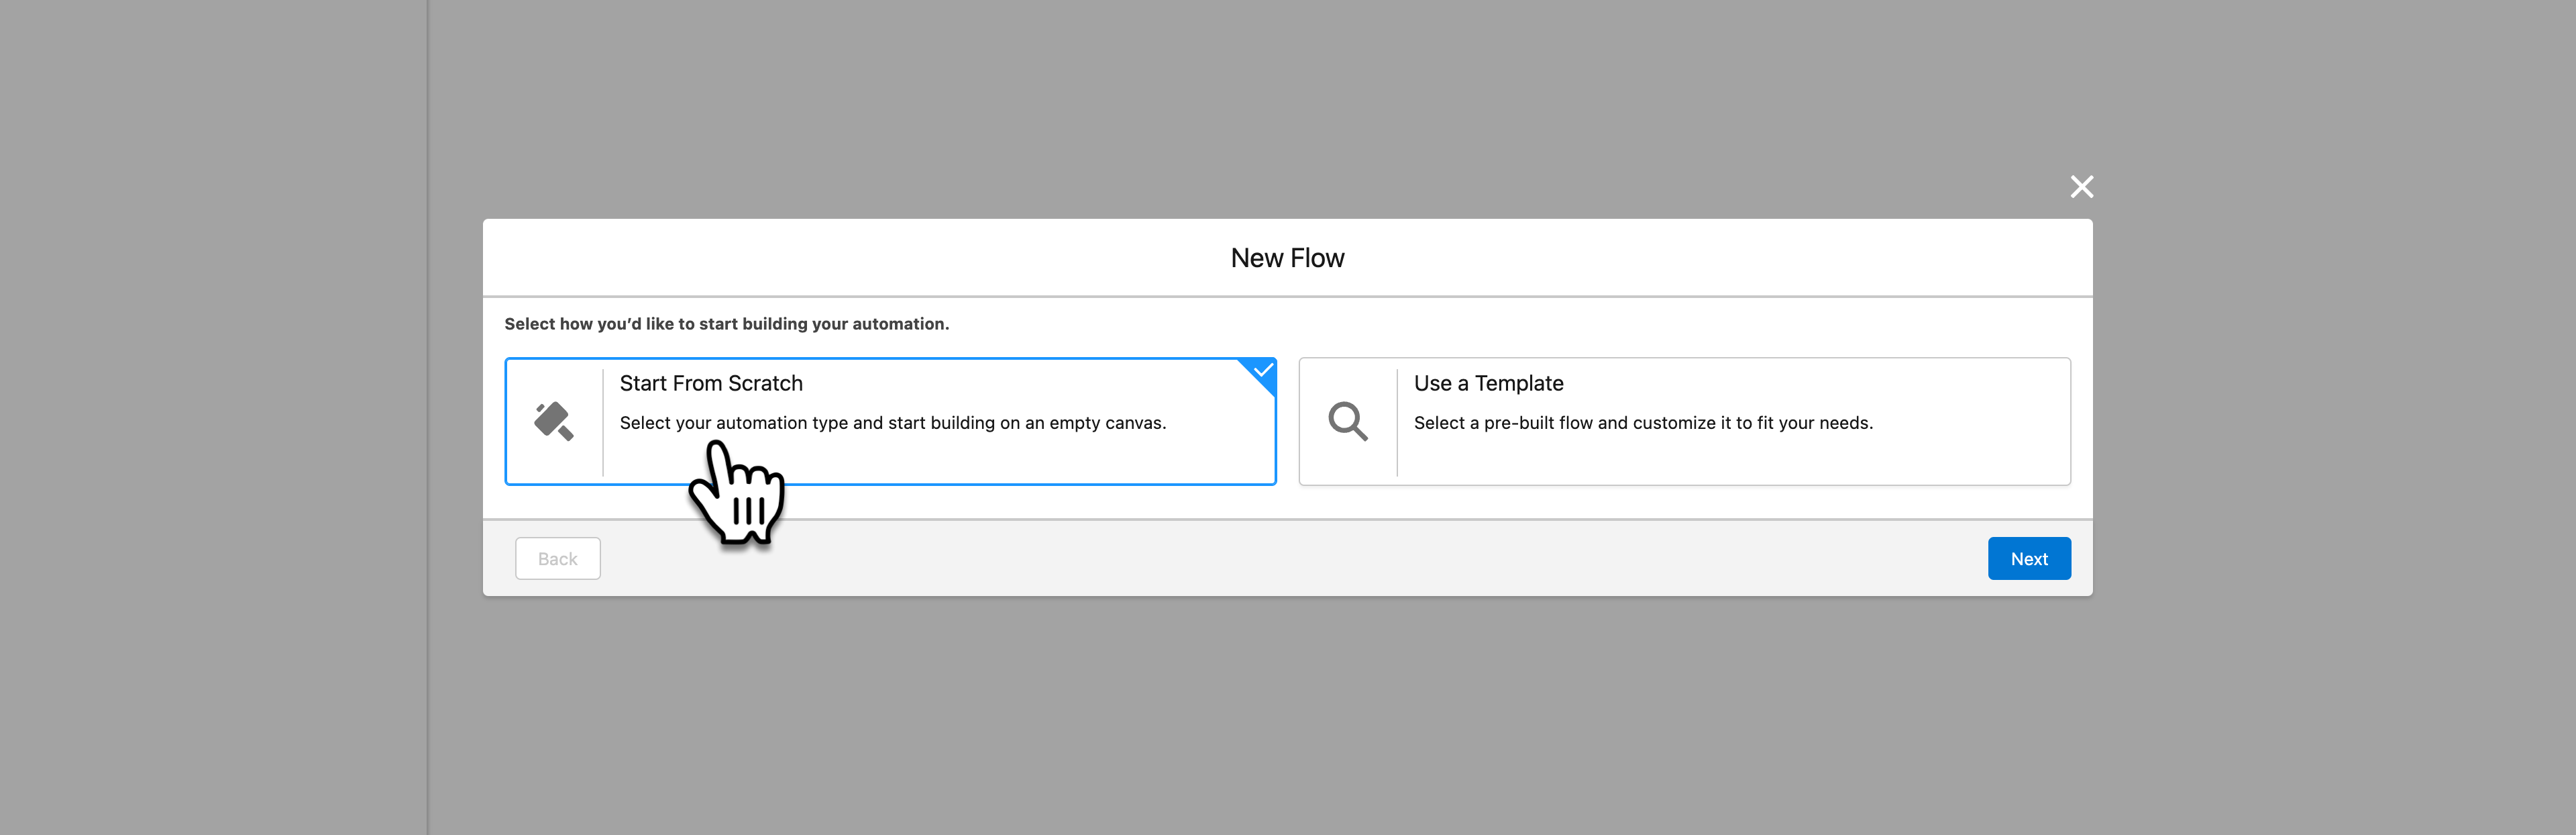 New Flow
Select how you’d like to start building your automation.
Start From Scratch
Select your automation type and start building on an empty canvas.
Use a Template
Select a pre-built flow and customize it to fit your needs.
Back
Next